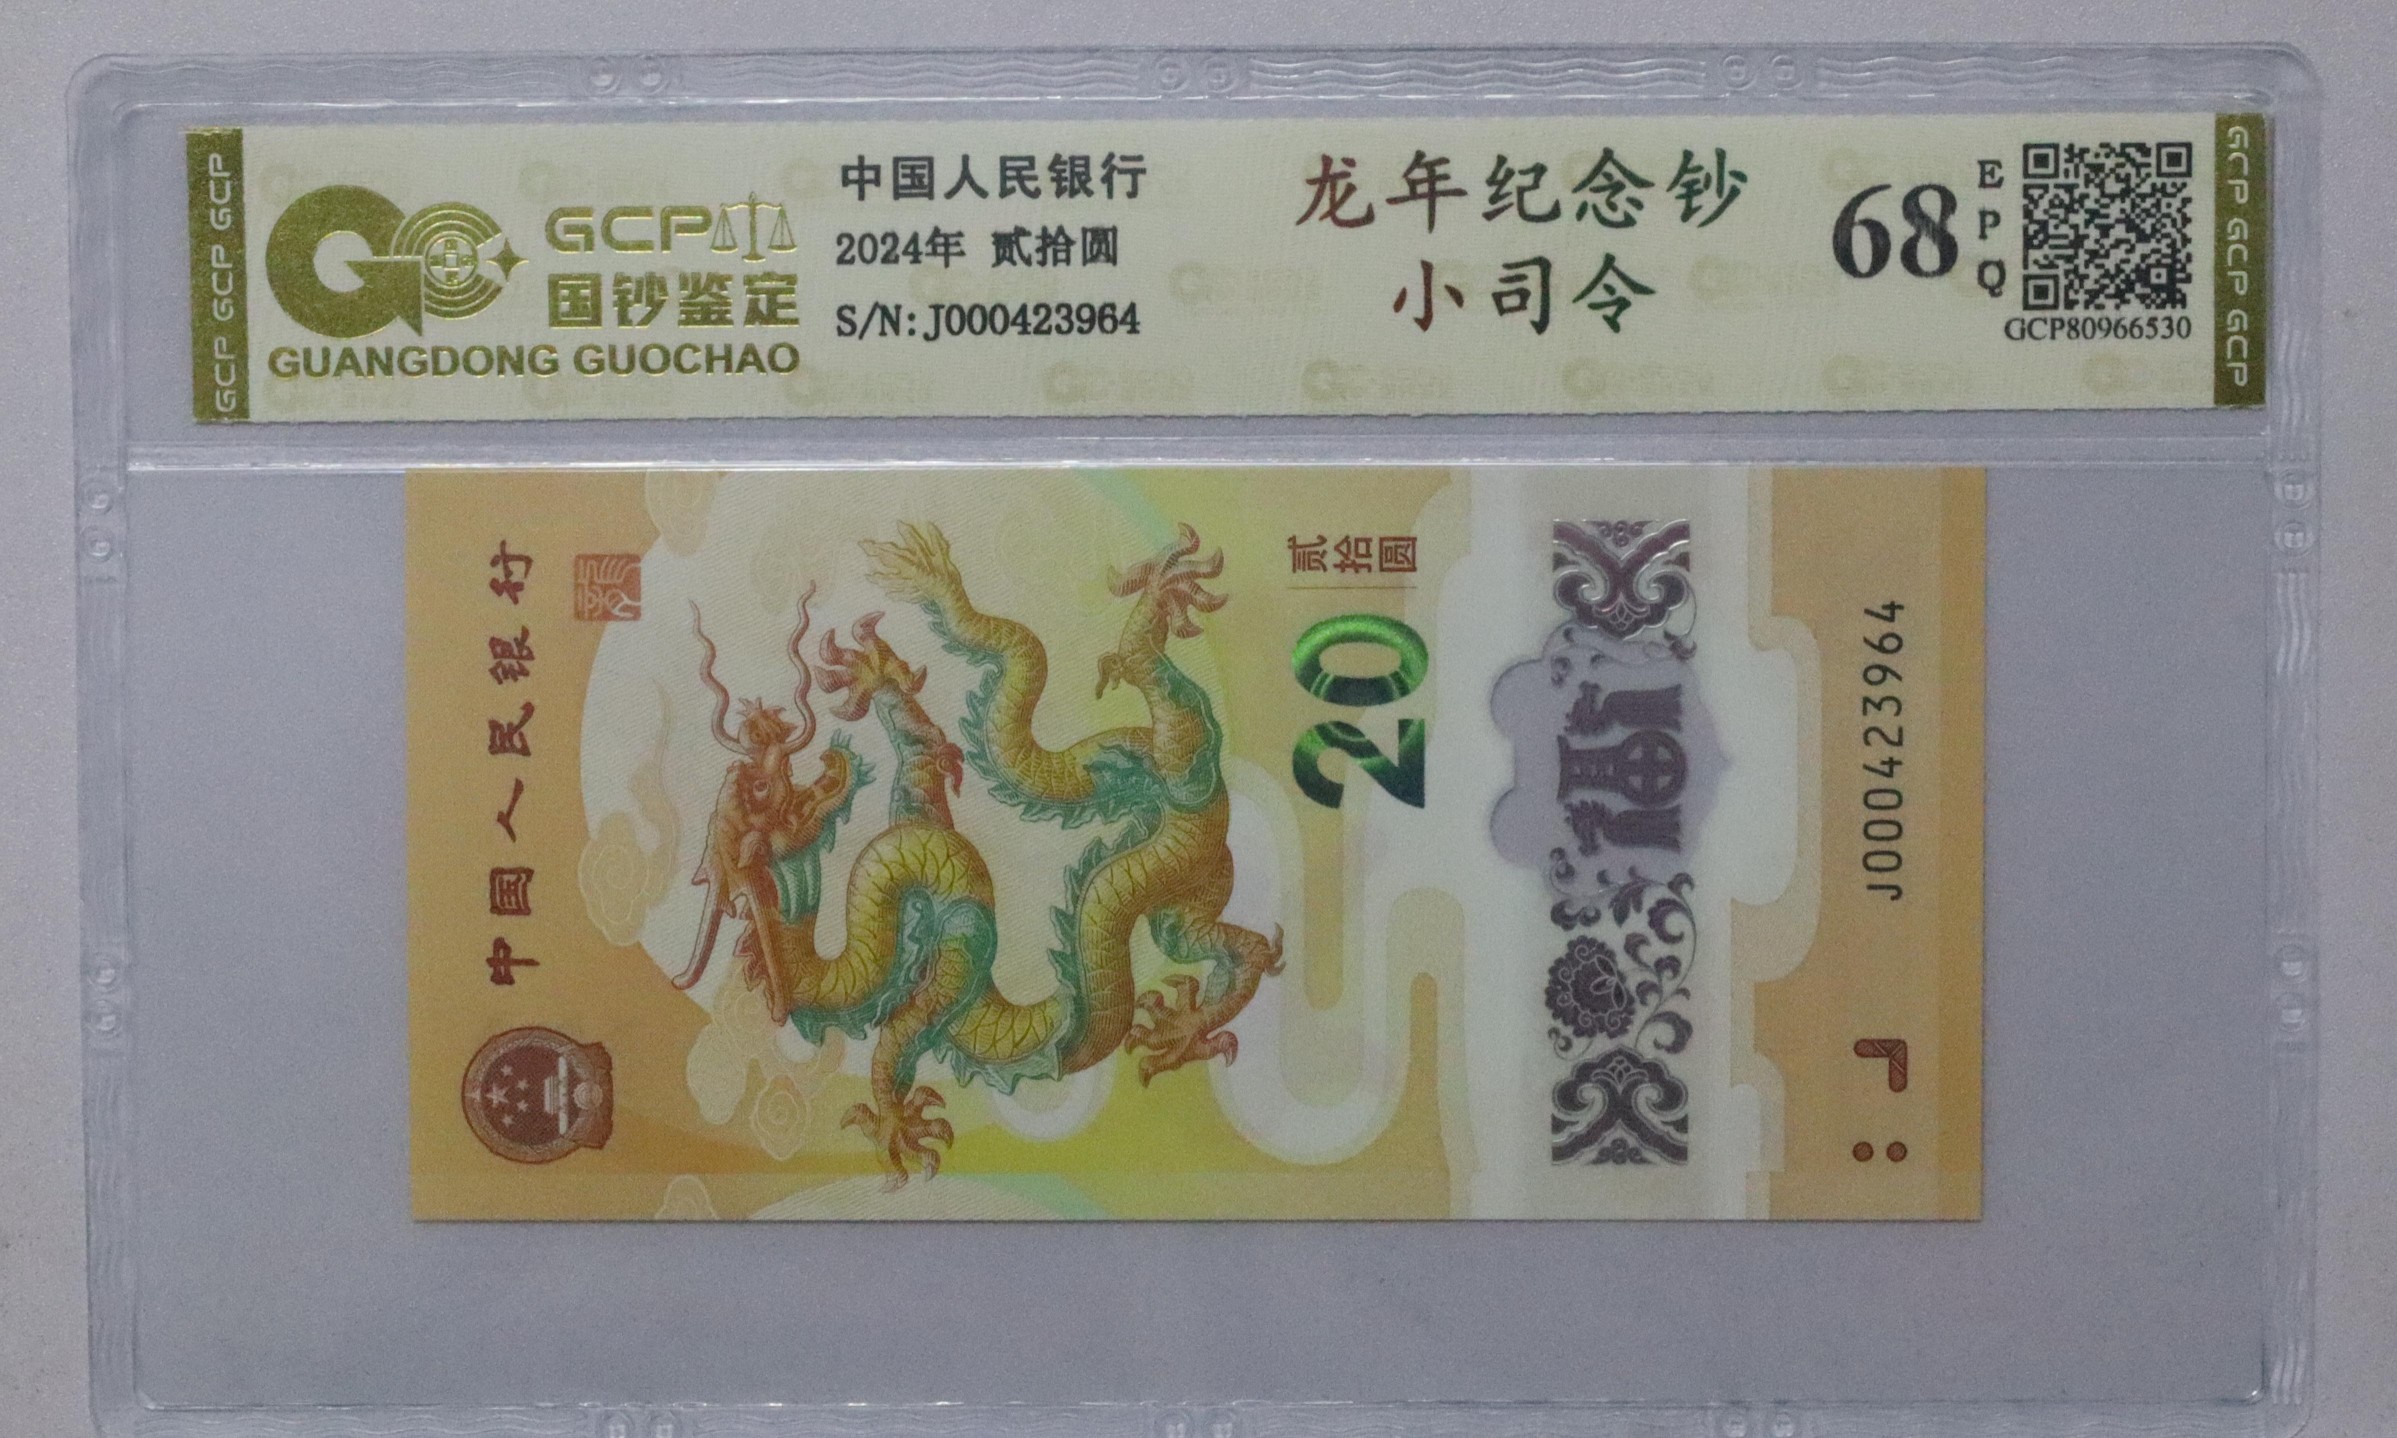 GCP GCP GCP
GCP
国钞鉴定
GUANGDONG GUOCHAO
中国人民银行
2024年 贰拾圆
S/N:J000423964
龙年纪念钞
小司令
68
EPQ
GCP80966530
GCP GCP GCP
中国人民银行
贰拾圆
20
福
J000423964